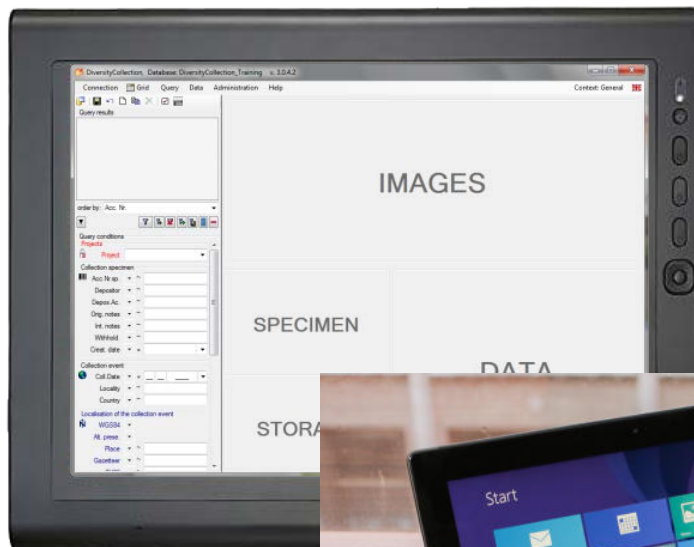 DiversityCollection, Database: DiversityCollection_Training v. 3.0.4.2
Connection Grid Query Data Administration Help Context: General
Query results
order by: Acc. Nr.
Query conditions
Projects
Project
Collection specimen
Acc.Nr.sp.
Depositor
Depos.Ac.
Orig. notes
Int. notes
Withhold.
Creat. date
Collection event
Coll.Date
Locality
Country
Localisation of the collection event
WGS84
Alt. prese.
Place
Gazetteer
IMAGES
SPECIMEN
DATA
STORA
Start